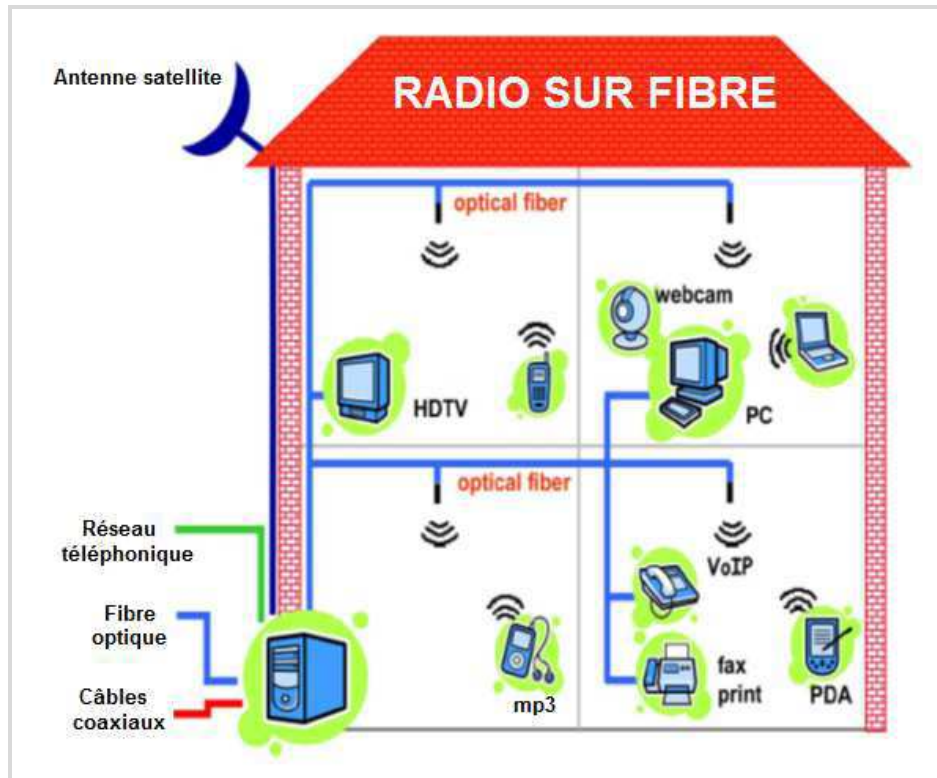 Antenne satellite
RADIO SUR FIBRE
optical fiber
webcam
HDTV
PC
optical fiber
Réseau
téléphonique
VoIP
Fibre
optique
fax
print
PDA
mp3
Câbles
coaxiaux